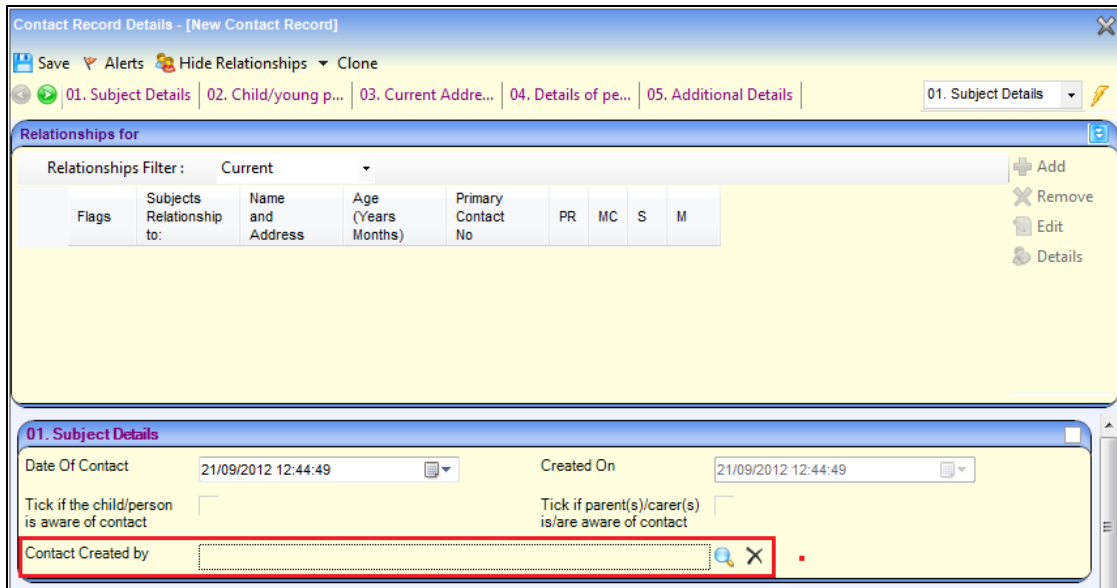 Contact Record Details - [New Contact Record]
Save Alerts Hide Relationships Clone
01. Subject Details 02. Child/young p... 03. Current Addre... 04. Details of pe... 05. Additional Details 01. Subject Details
Relationships for
Relationships Filter : Current
Add
Remove
Edit
Details
Flags Subjects Relationship to: Name and Address Age (Years Months) Primary Contact No PR MC S M
01. Subject Details
Date Of Contact 21/09/2012 12:44:49 Created On 21/09/2012 12:44:49
Tick if the child/person Tick if parent(s)/carer(s)
is aware of contact is/are aware of contact
Contact Created by